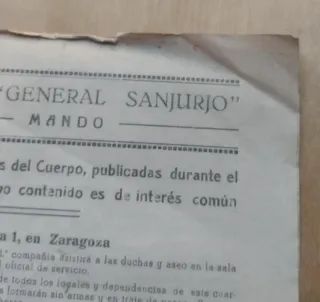 "GENERAL SANJURJO"
MANDO
s del Cuerpo, publicadas durante el
o contenido es de interés común
a 1, en Zaragoza
compañía asistirá a las duchas y aseo en la sala
oficial de servicio.
de todos los locales y dependencias de este cuar-
formarán sin armas y en traje de